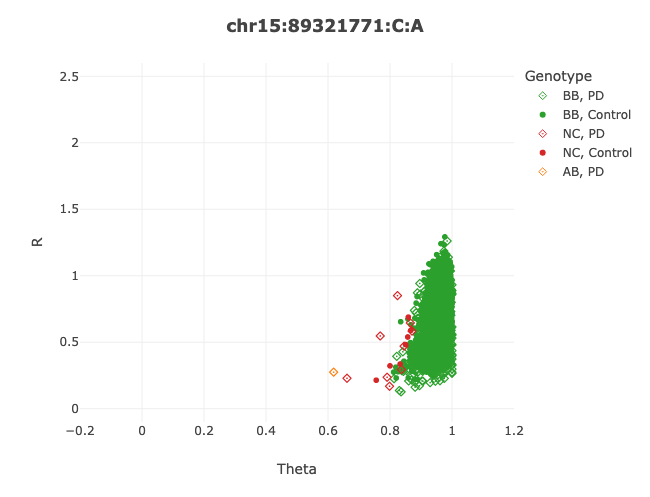 chr15:89321771:C:A
Genotype
BB, PD
BB, Control
NC, PD
NC, Control
AB, PD
2.5
2
1.5
1
0.5
0
R
−0.2 0 0.2 0.4 0.6 0.8 1 1.2
Theta